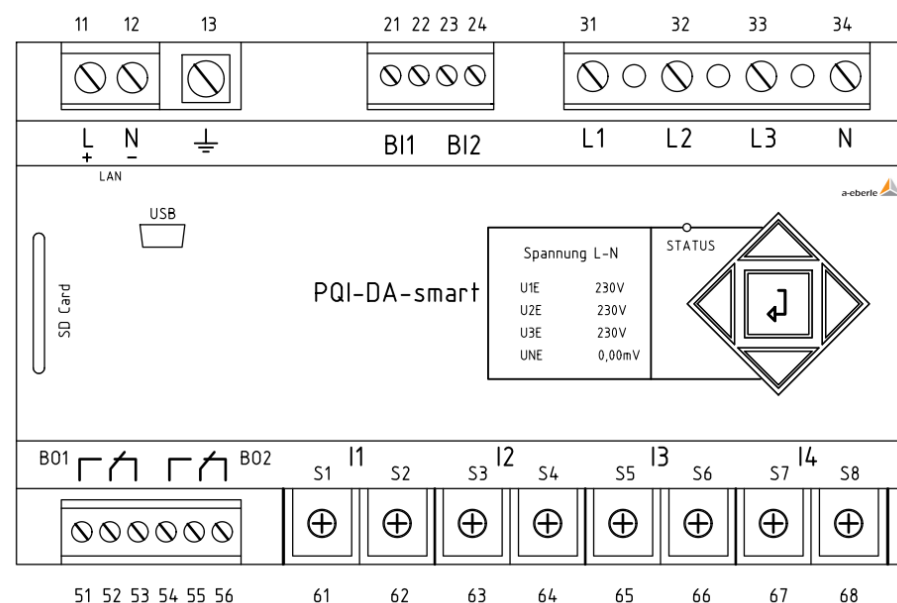 11 12 13 21 22 23 24 31 32 33 34
L N BI1 BI2 L1 L2 L3 N
+ −
LAN
a-eberle
USB
STATUS
Spannung L-N
SD Card
PQI-DA-smart
U1E 230V
U2E 230V
U3E 230V
UNE 0,00mV
BO1 BO2 I1 I2 I3 I4
S1 S2 S3 S4 S5 S6 S7 S8
51 52 53 54 55 56 61 62 63 64 65 66 67 68